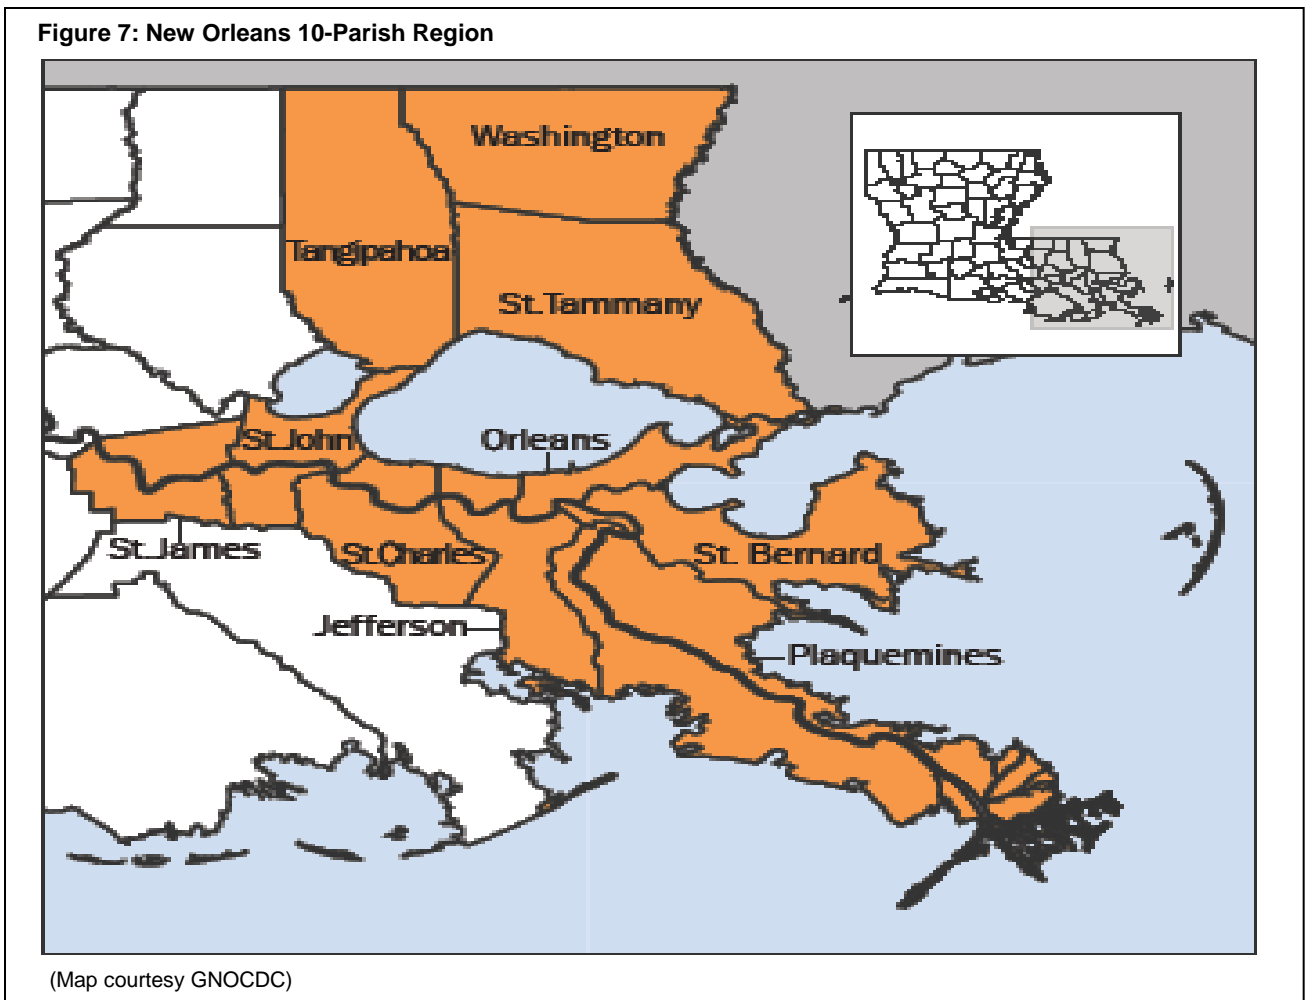 Figure 7: New Orleans 10-Parish Region
Washington
Tangipahoa
St.Tammany
St.John
Orleans
St.James
St.Charles
St. Bernard
Jefferson
Plaquemines
(Map courtesy GNOCDC)